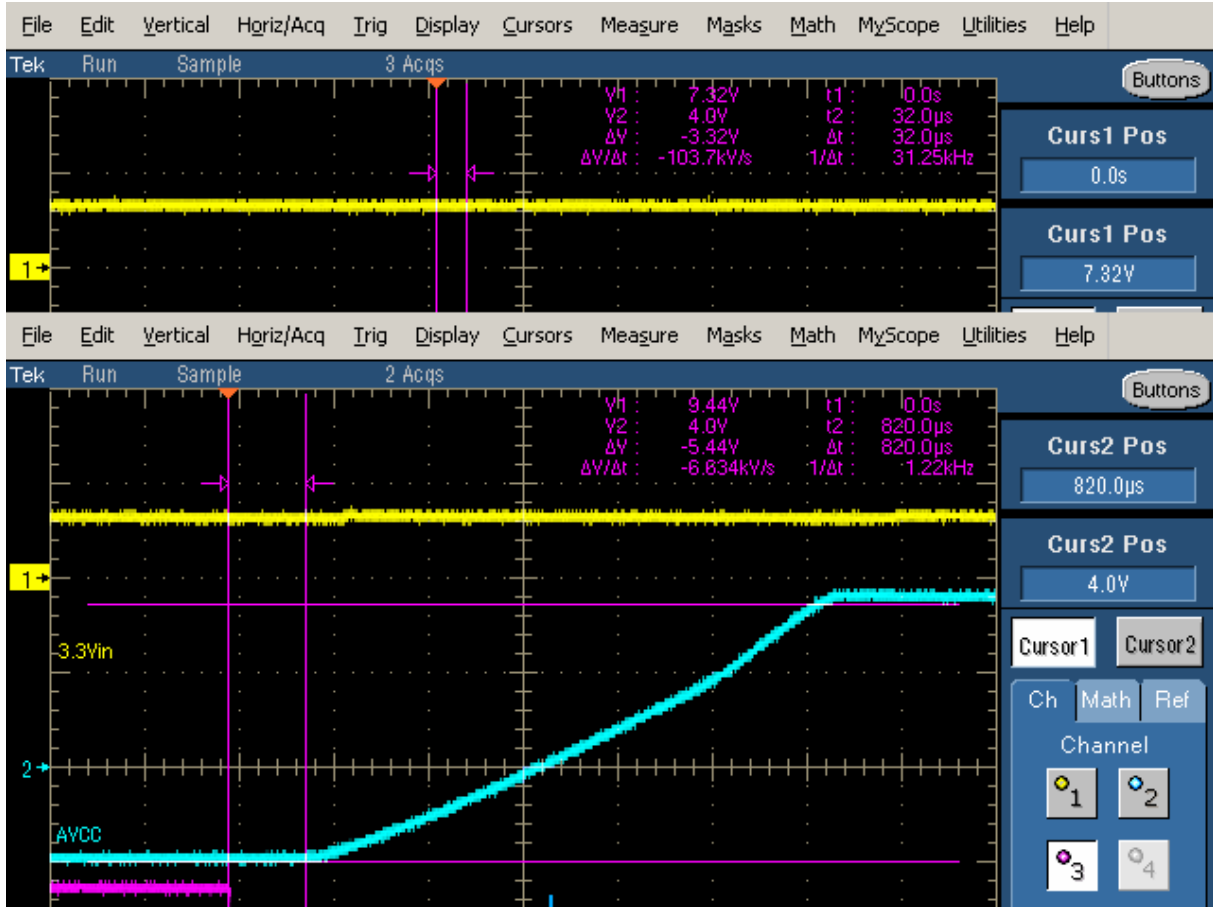 File Edit Vertical Horiz/Acq Trig Display Cursors Measure Masks Math MyScope Utilities Help
Tek Run Sample 3 Acqs
Buttons
V1 : 7.32V t1 : 0.0s
V2 : 4.0V t2 : 32.0µs
ΔV : -3.32V Δt : 32.0µs
ΔV/Δt : -103.7kV/s 1/Δt : 31.25kHz
Curs1 Pos
0.0s
Curs1 Pos
7.32V
1
File Edit Vertical Horiz/Acq Trig Display Cursors Measure Masks Math MyScope Utilities Help
Tek Run Sample 2 Acqs
Buttons
V1 : 9.44V t1 : 0.0s
V2 : 4.0V t2 : 820.0µs
ΔV : -5.44V Δt : 820.0µs
ΔV/Δt : -6.634kV/s 1/Δt : 1.22kHz
Curs2 Pos
820.0µs
Curs2 Pos
4.0V
1
3.3Vin
Cursor1 Cursor2
Ch Math Ref
Channel
2
1 2
AVCC
3 4